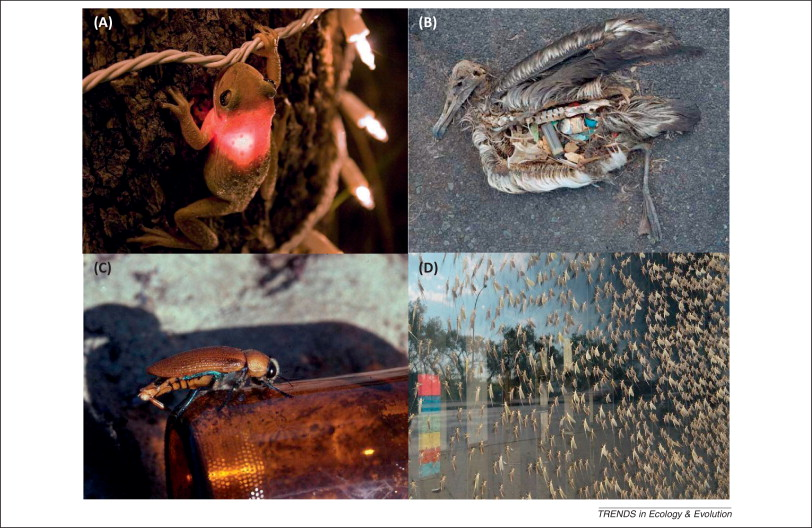 (A)
(B)
(C)
(D)
TRENDS in Ecology & Evolution